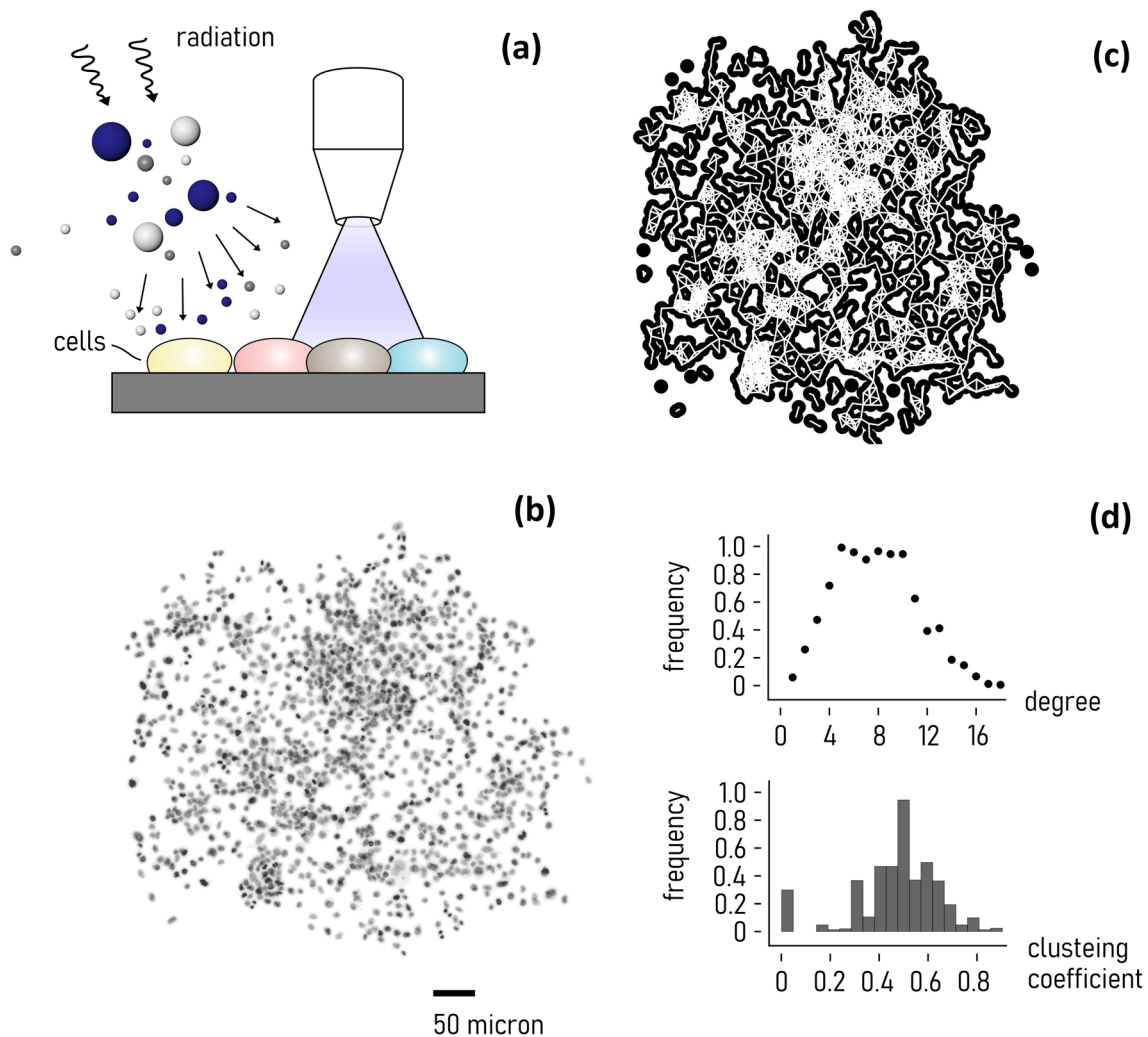 radiation
(a)
cells
(c)
(b)
50 micron
(d)
frequency
1.0
0.8
0.6
0.4
0.2
0
0
4
8
12
16
degree
frequency
1.0
0.8
0.6
0.4
0.2
0
0
0.2
0.4
0.6
0.8
clusteing
coefficient